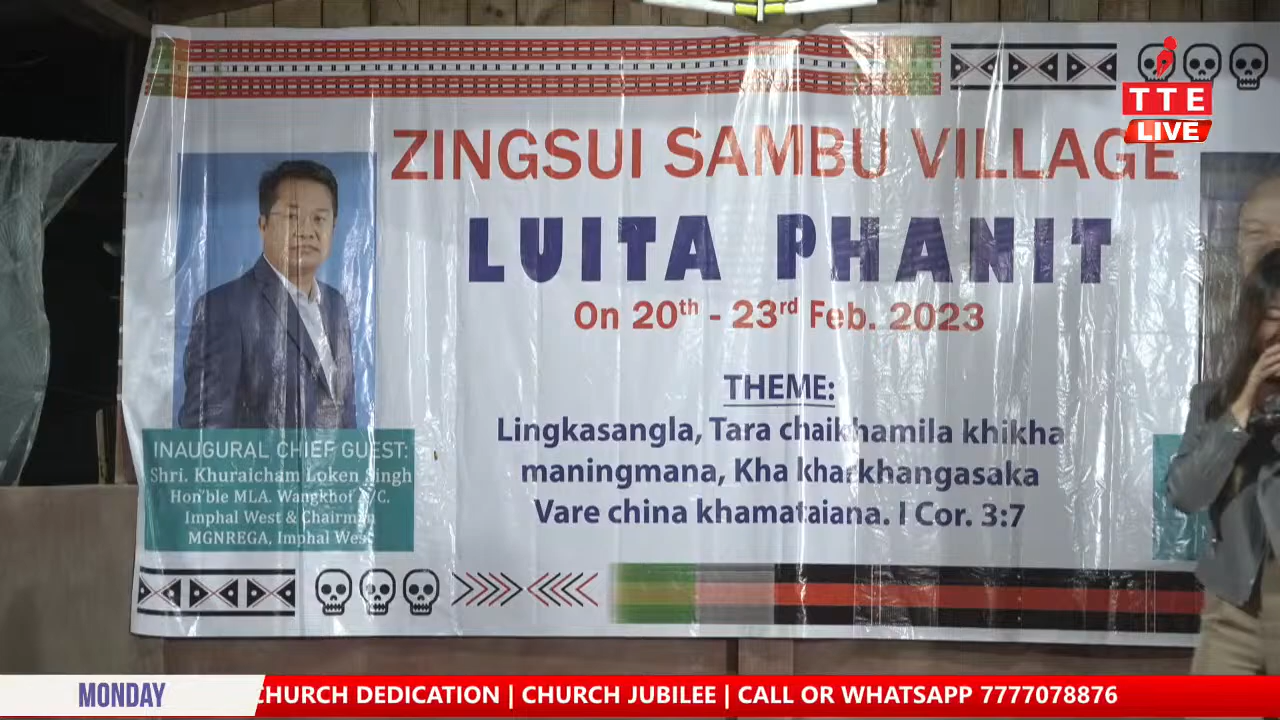 TTE
LIVE
ZINGSUI SAMBU VILLAGE
LUITA PHANIT
On 20th - 23rd Feb. 2023
THEME:
Lingkasangla, Tara chaikhamila khikha
maningmana, Kha kharkhangasaka
Vare china khamataiana. I Cor. 3:7
INAUGURAL CHIEF GUEST:
Shri. Khuraicham Loken Singh
Hon'ble MLA. Wangkhoi A/C.
Imphal West & Chairman
MGNREGA, Imphal West
MONDAY
CHURCH DEDICATION | CHURCH JUBILEE | CALL OR WHATSAPP 7777078876